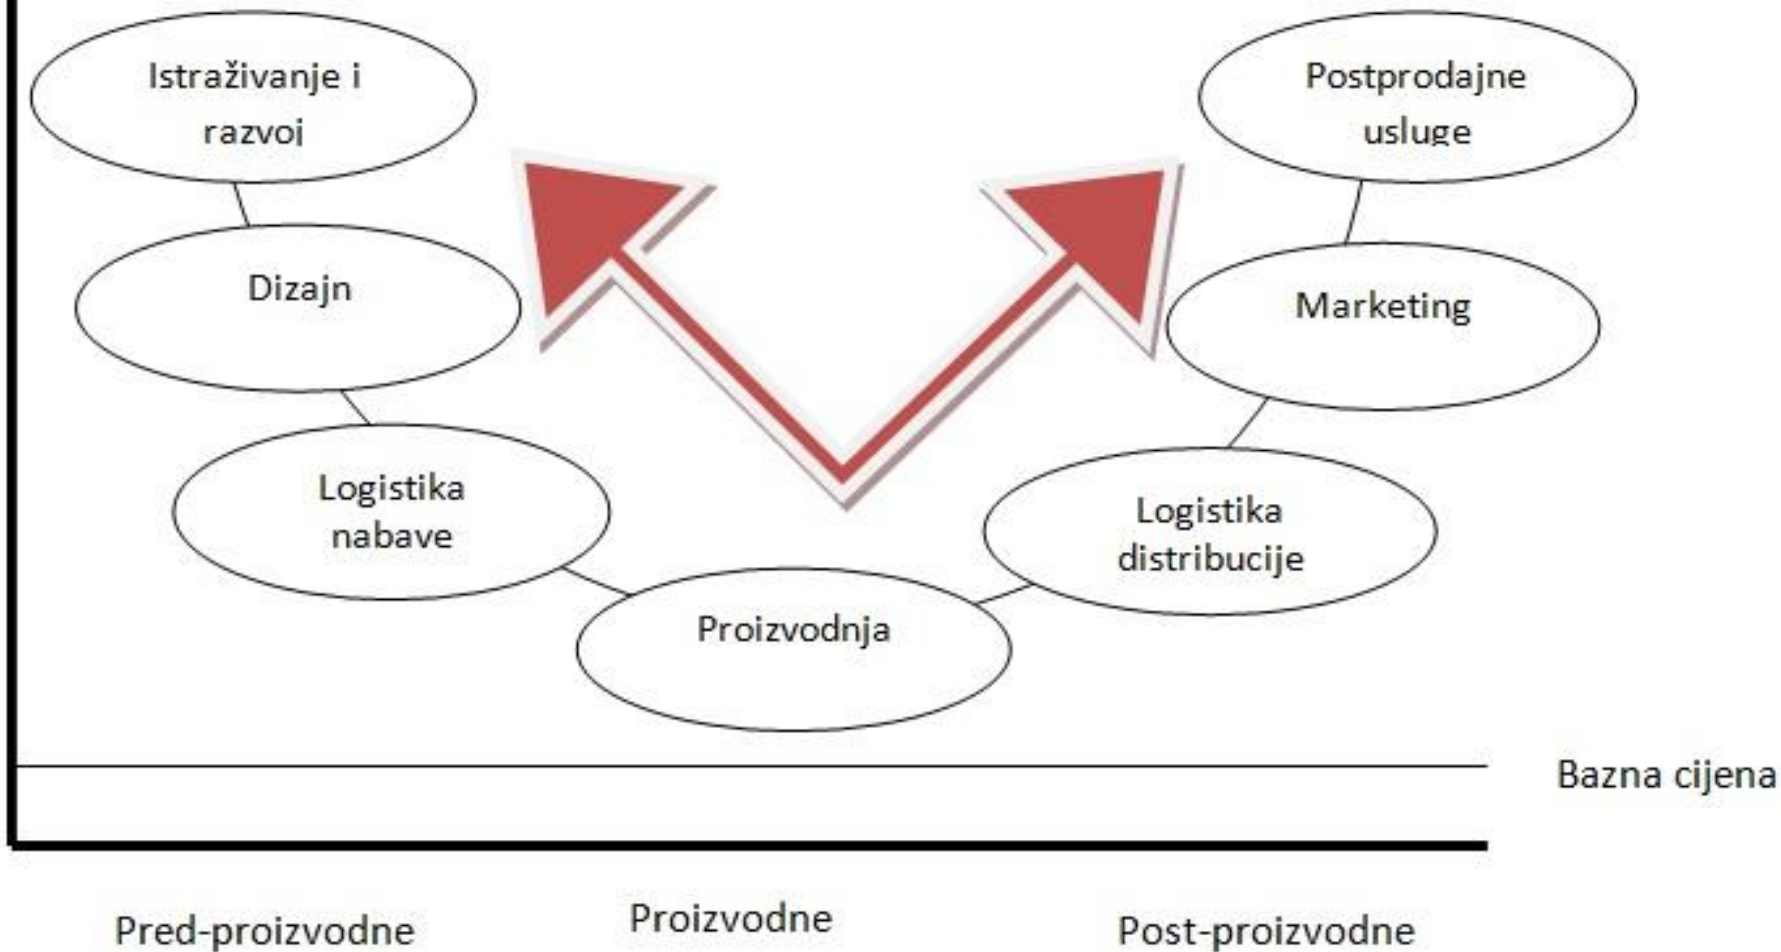 Istraživanje i
razvoj
Dizajn
Logistika
nabave
Proizvodnja
Logistika
distribucije
Marketing
Postprodajne
usluge
Bazna cijena
Pred-proizvodne
Proizvodne
Post-proizvodne